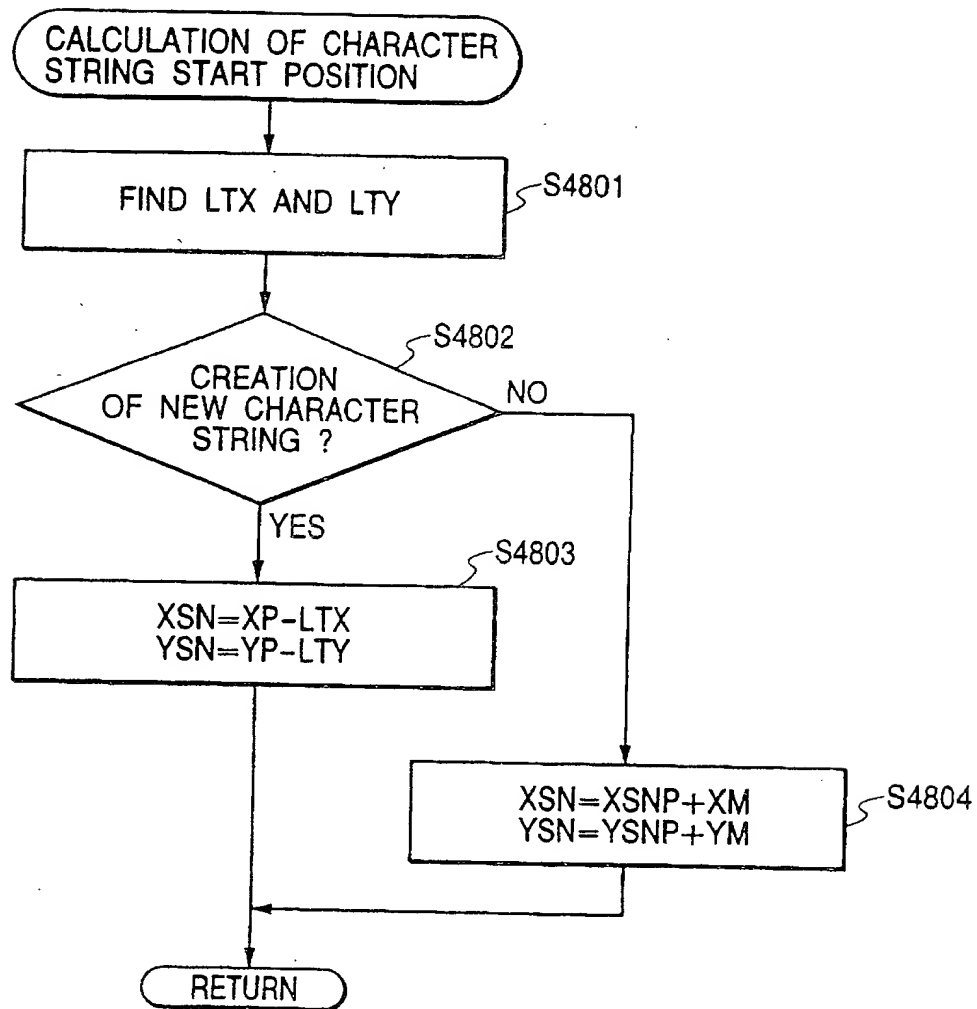 CALCULATION OF CHARACTER
STRING START POSITION
FIND LTX AND LTY
S4801
S4802
CREATION
OF NEW CHARACTER
STRING ?
NO
YES
S4803
XSN=XP-LTX
YSN=YP-LTY
XSN=XSNP+XM
YSN=YSNP+YM
S4804
RETURN